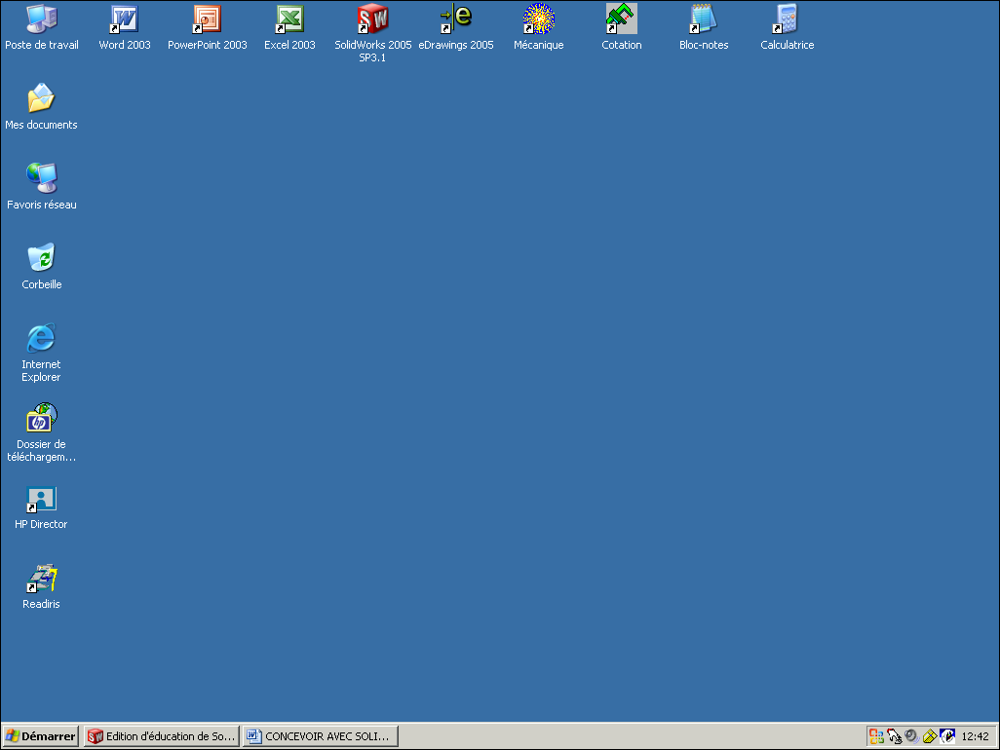 Poste de travail
Word 2003
PowerPoint 2003
Excel 2003
SolidWorks 2005
SP3.1
eDrawings 2005
Mécanique
Cotation
Bloc-notes
Calculatrice
Mes documents
Favoris réseau
Corbeille
Internet
Explorer
Dossier de
téléchargem...
HP Director
Readiris
Démarrer
Edition d'éducation de So...
CONCEVOIR AVEC SOLI...
12:42